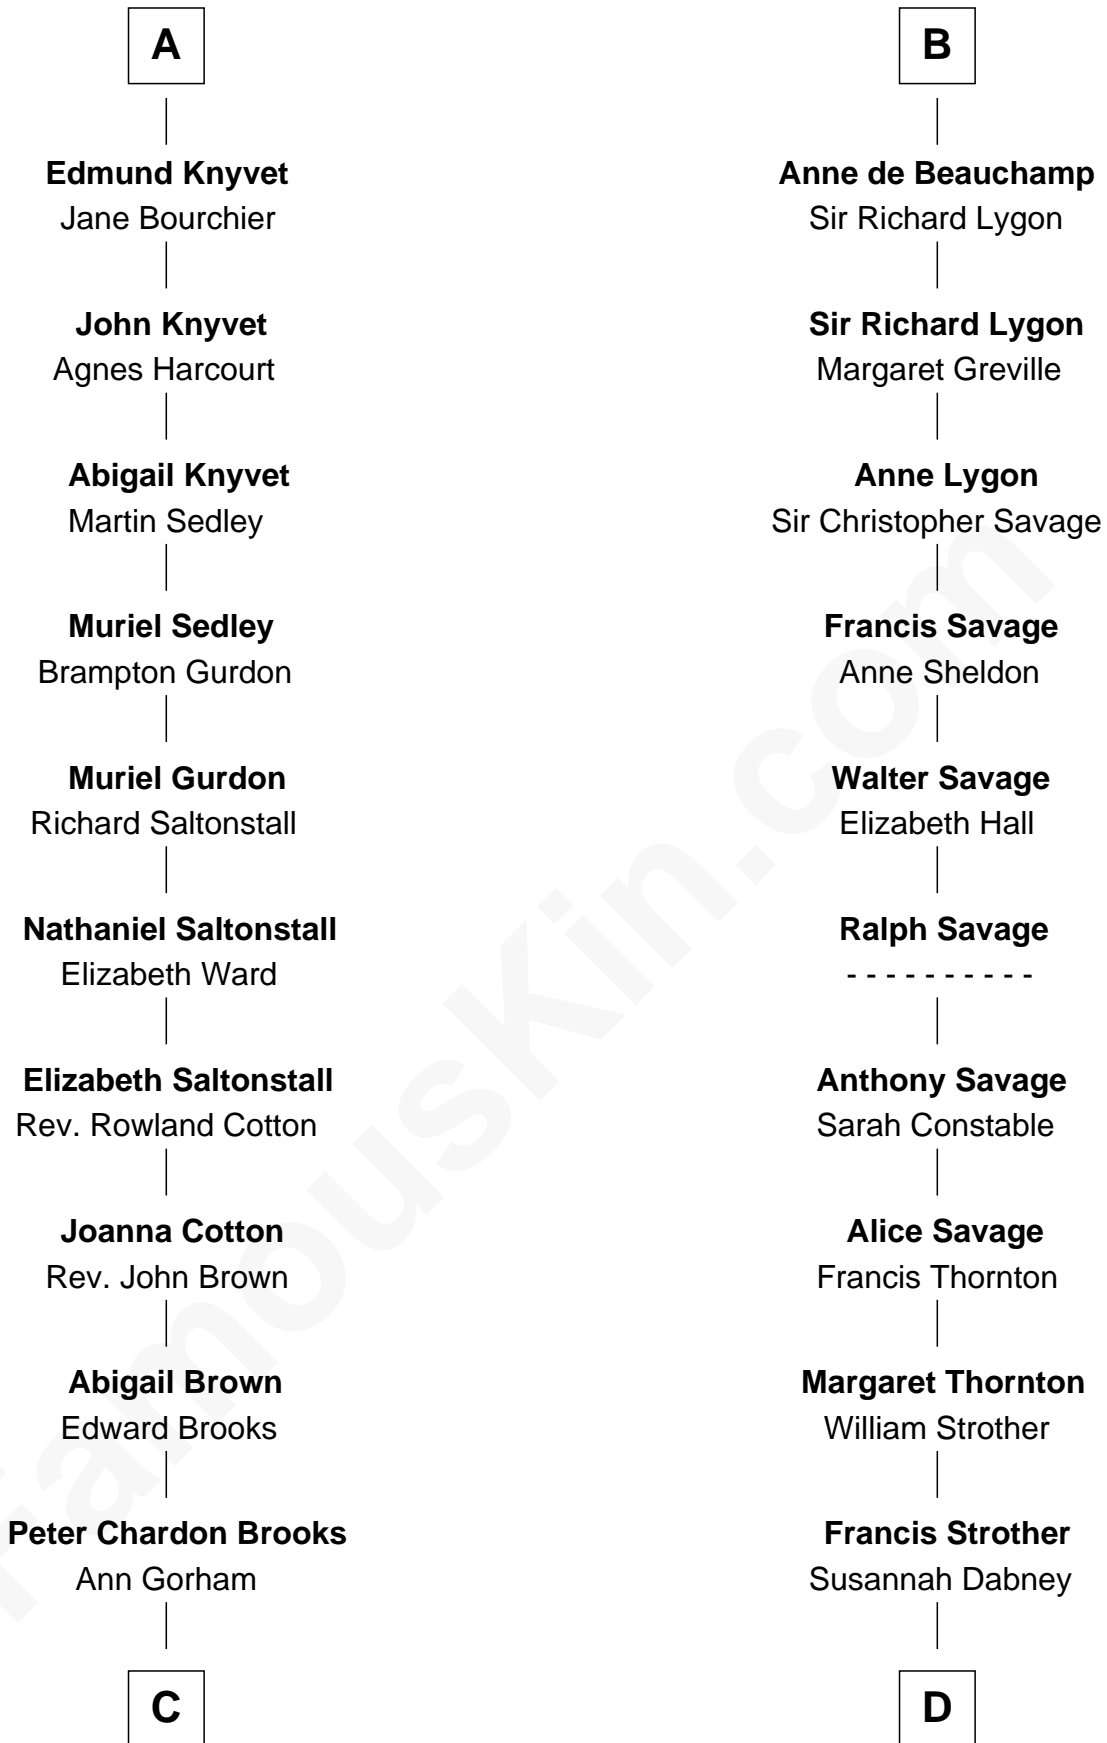 A
Edmund Knyvet
Jane Bourchier
John Knyvet
Agnes Harcourt
Abigail Knyvet
Martin Sedley
Muriel Sedley
Brampton Gurdon
Muriel Gurdon
Richard Saltonstall
Nathaniel Saltonstall
Elizabeth Ward
Elizabeth Saltonstall
Rev. Rowland Cotton
Joanna Cotton
Rev. John Brown
Abigail Brown
Edward Brooks
Peter Chardon Brooks
Ann Gorham
C
B
Anne de Beauchamp
Sir Richard Lygon
Sir Richard Lygon
Margaret Greville
Anne Lygon
Sir Christopher Savage
Francis Savage
Anne Sheldon
Walter Savage
Elizabeth Hall
Ralph Savage
- - - - - - - - - -
Anthony Savage
Sarah Constable
Alice Savage
Francis Thornton
Margaret Thornton
William Strother
Francis Strother
Susannah Dabney
D
FamousKin.com